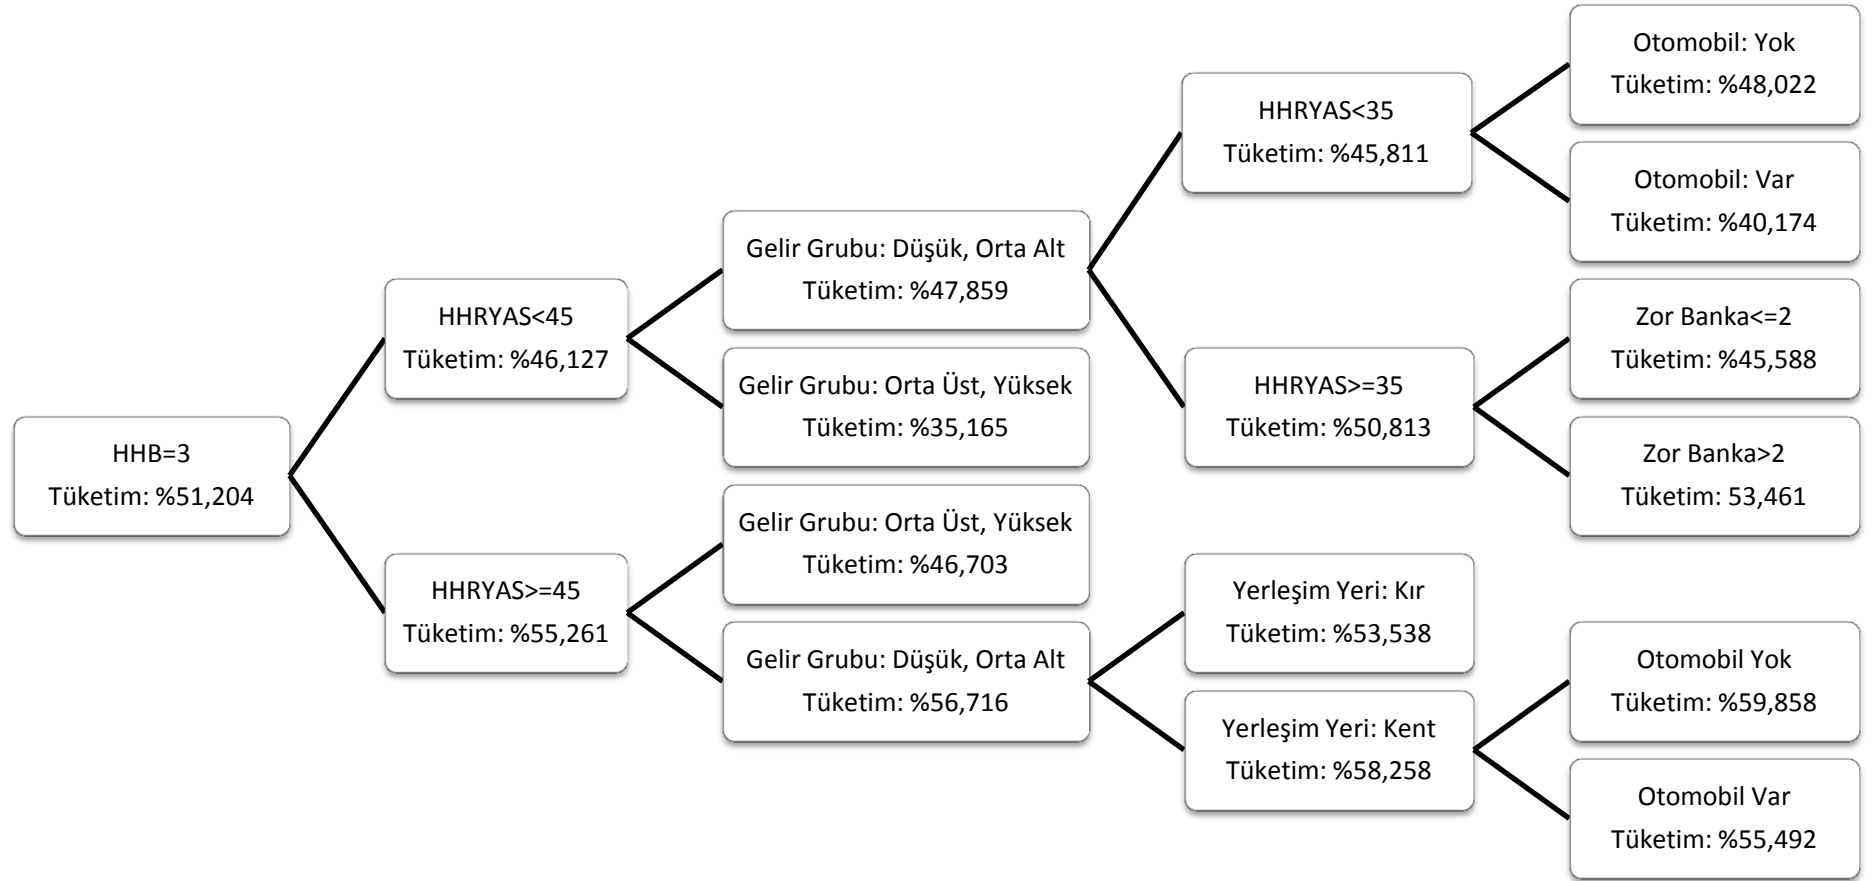 HHB=3
Tüketim: %51,204
HHRYAS<45
Tüketim: %46,127
HHRYAS>=45
Tüketim: %55,261
Gelir Grubu: Düşük, Orta Alt
Tüketim: %47,859
Gelir Grubu: Orta Üst, Yüksek
Tüketim: %35,165
Gelir Grubu: Orta Üst, Yüksek
Tüketim: %46,703
Gelir Grubu: Düşük, Orta Alt
Tüketim: %56,716
HHRYAS<35
Tüketim: %45,811
HHRYAS>=35
Tüketim: %50,813
Yerleşim Yeri: Kır
Tüketim: %53,538
Yerleşim Yeri: Kent
Tüketim: %58,258
Otomobil: Yok
Tüketim: %48,022
Otomobil: Var
Tüketim: %40,174
Zor Banka<=2
Tüketim: %45,588
Zor Banka>2
Tüketim: 53,461
Otomobil Yok
Tüketim: %59,858
Otomobil Var
Tüketim: %55,492